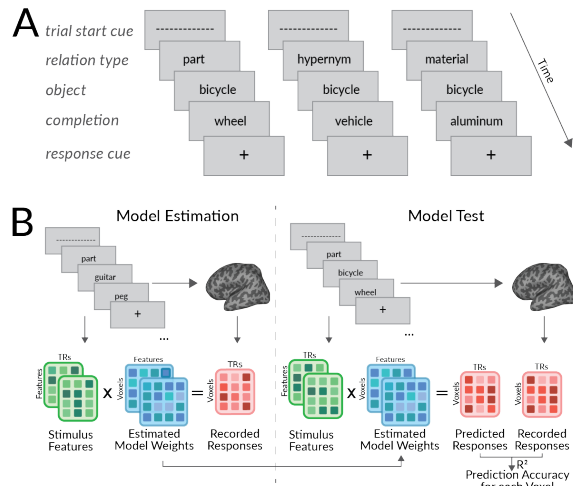 A
trial start cue
relation type
object
completion
response cue
---------------
part
bicycle
wheel
+
---------------
hypernym
bicycle
vehicle
+
---------------
material
bicycle
aluminum
+
Time
B
Model Estimation
------------
part
guitar
peg
+
...
TRs
Features
Stimulus
Features
x
Features
Voxels
Estimated
Model Weights
=
TRs
Voxels
Recorded
Responses
Model Test
------------
part
bicycle
wheel
+
...
TRs
Features
Stimulus
Features
x
Features
Voxels
Estimated
Model Weights
=
TRs
Voxels
Predicted
Responses
TRs
Voxels
Recorded
Responses
R²
Prediction Accuracy
for each Voxel